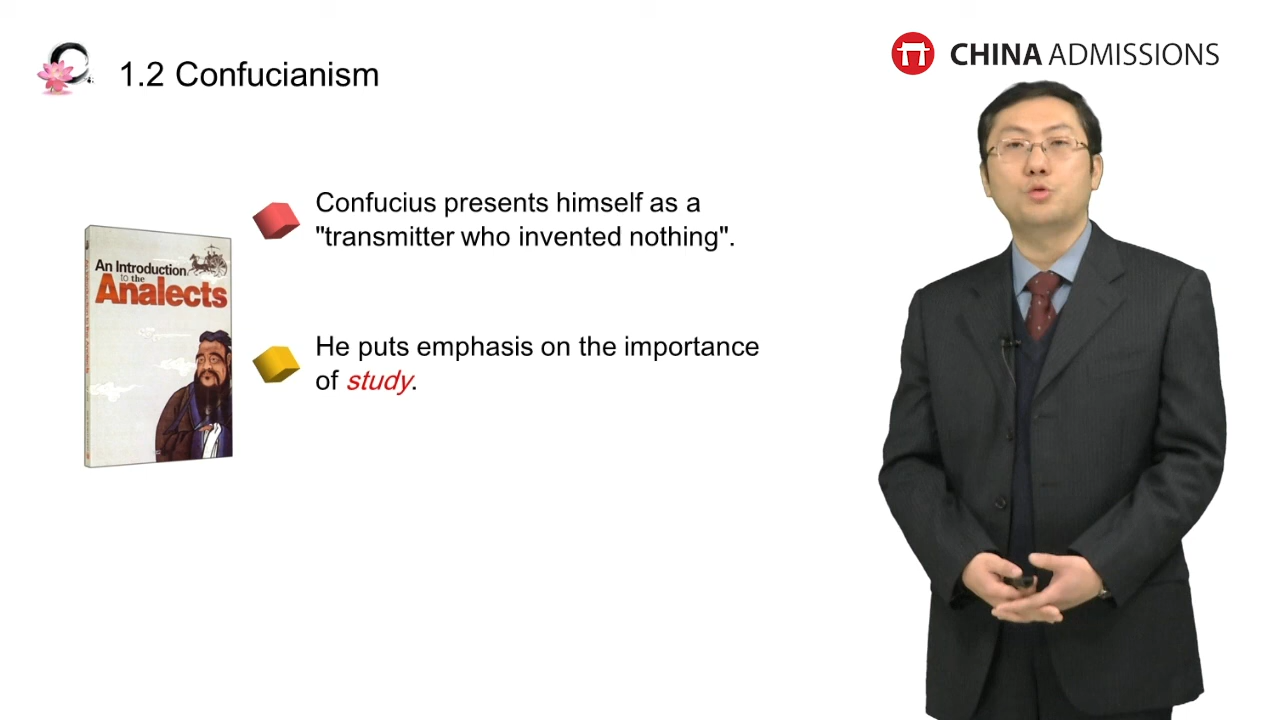 1.2 Confucianism
CHINA ADMISSIONS
Confucius presents himself as a
"transmitter who invented nothing".
An Introduction
to the
Analects
He puts emphasis on the importance
of study.